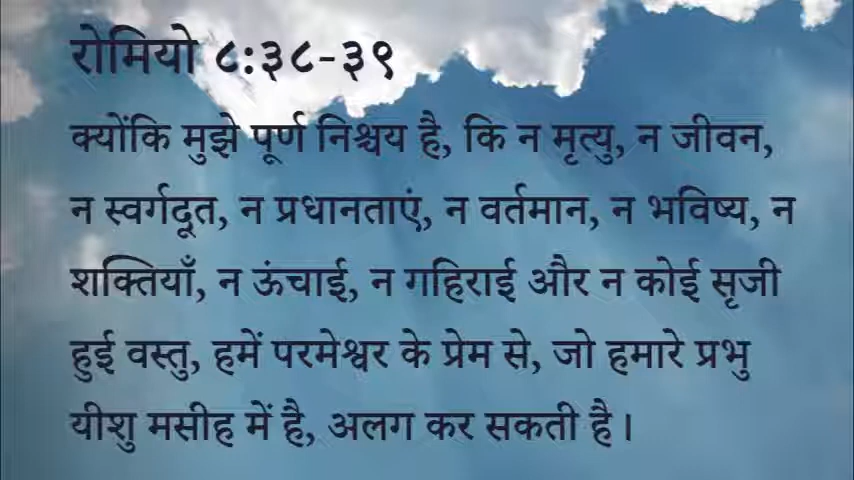 रोमियो ८:३८-३९
क्योंकि मुझे पूर्ण निश्चय है, कि न मृत्यु, न जीवन,
न स्वर्गदूत, न प्रधानताएं, न वर्तमान, न भविष्य, न
शक्तियाँ, न ऊंचाई, न गहिराई और न कोई सृजी
हुई वस्तु, हमें परमेश्वर के प्रेम से, जो हमारे प्रभु
यीशु मसीह में है, अलग कर सकती है।